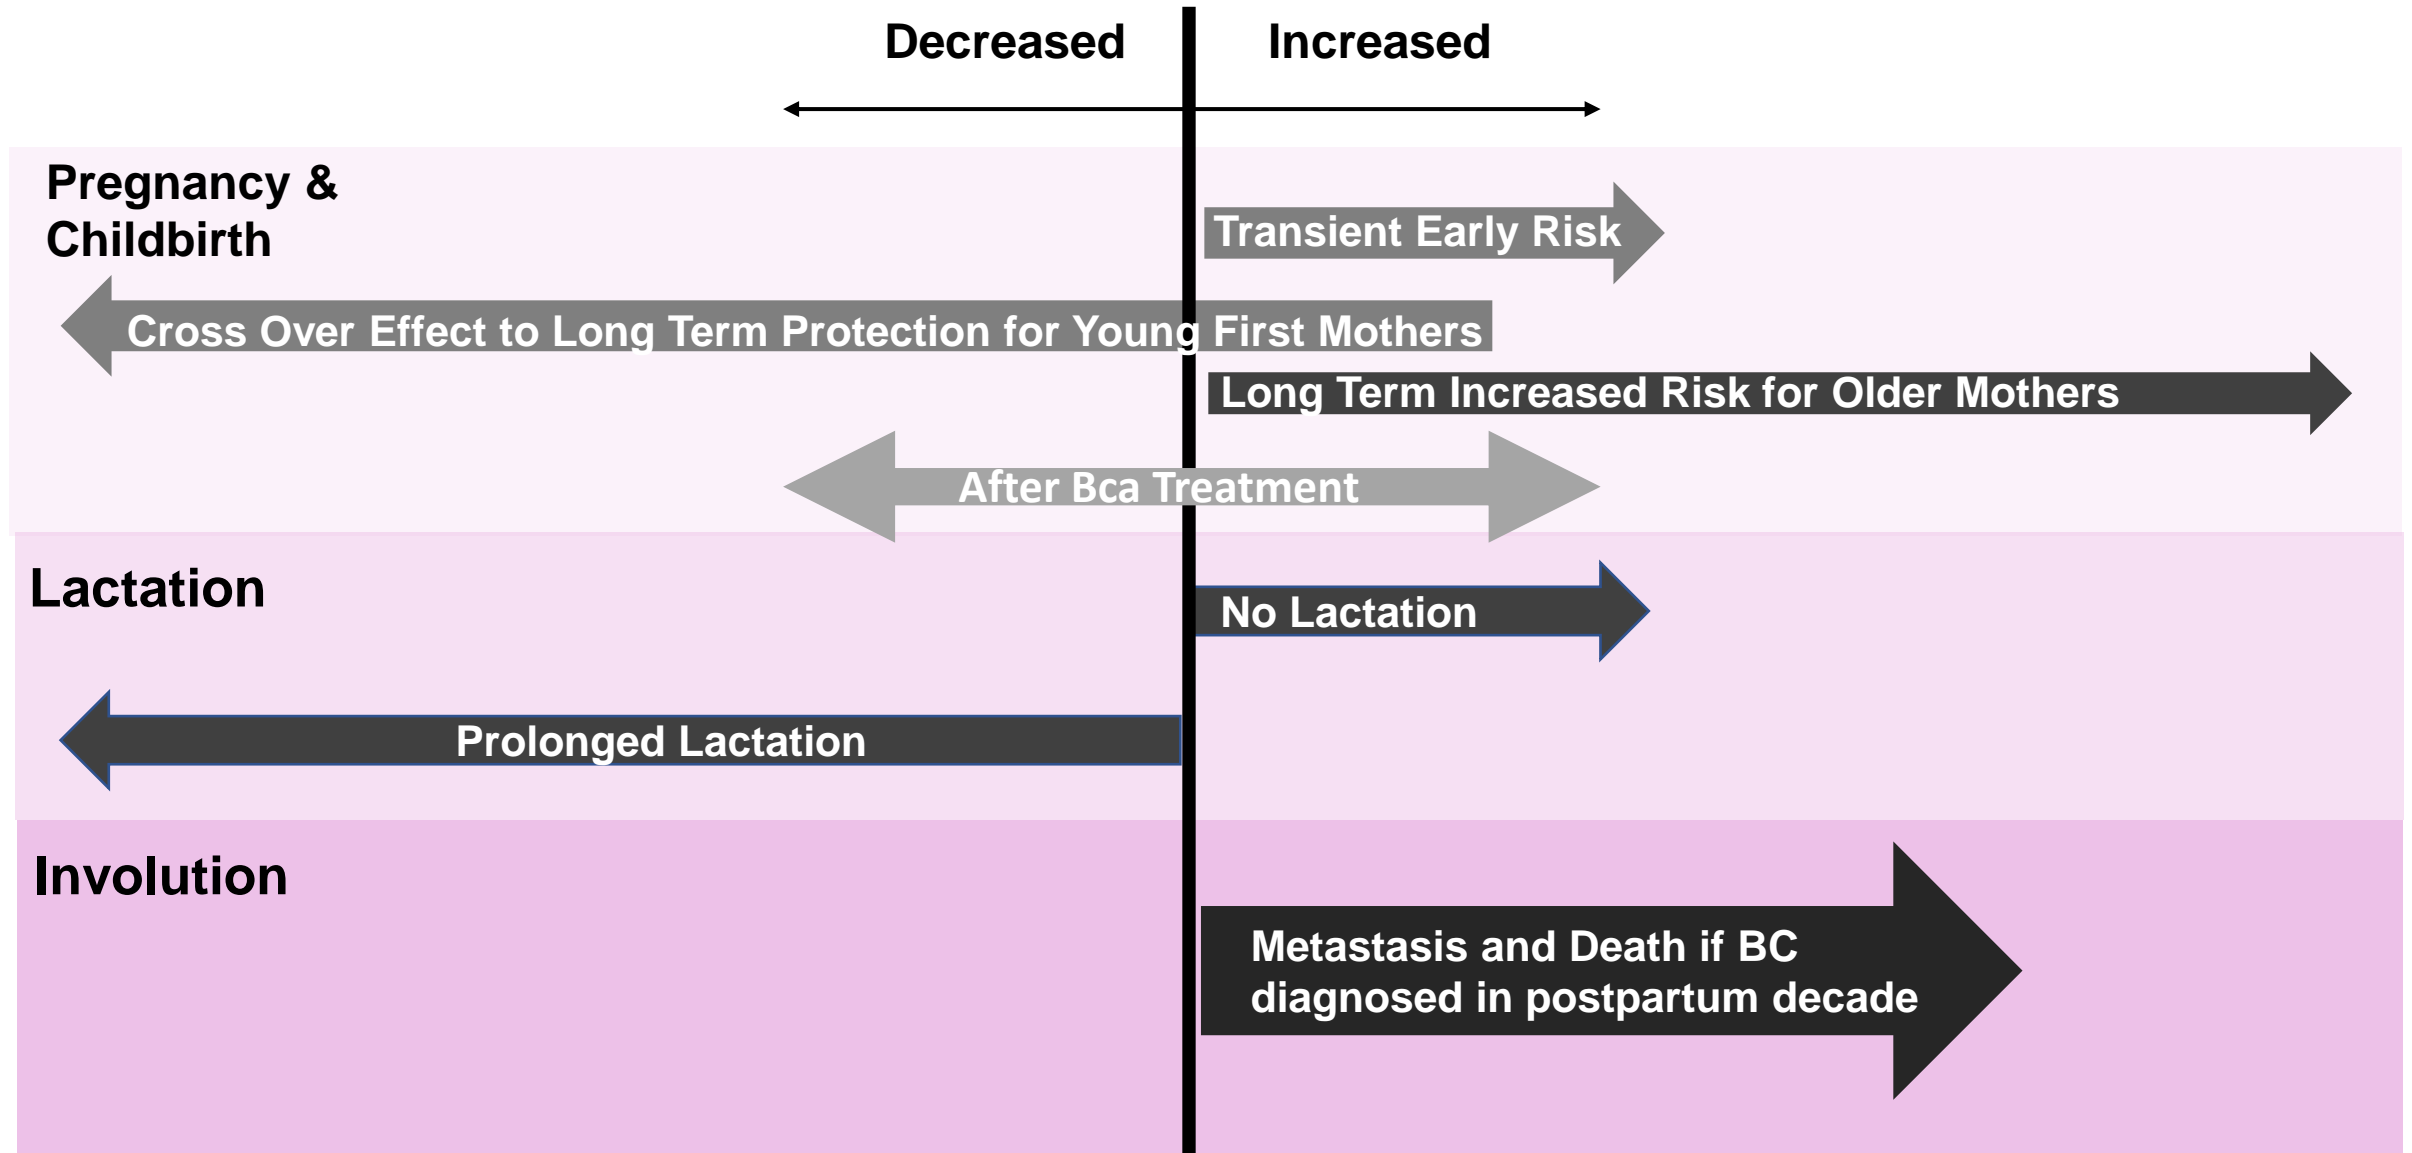 Decreased
Increased
Pregnancy &
Childbirth
Transient Early Risk
Cross Over Effect to Long Term Protection for Young First Mothers
Long Term Increased Risk for Older Mothers
After Bca Treatment
Lactation
No Lactation
Prolonged Lactation
Involution
Metastasis and Death if BC
diagnosed in postpartum decade